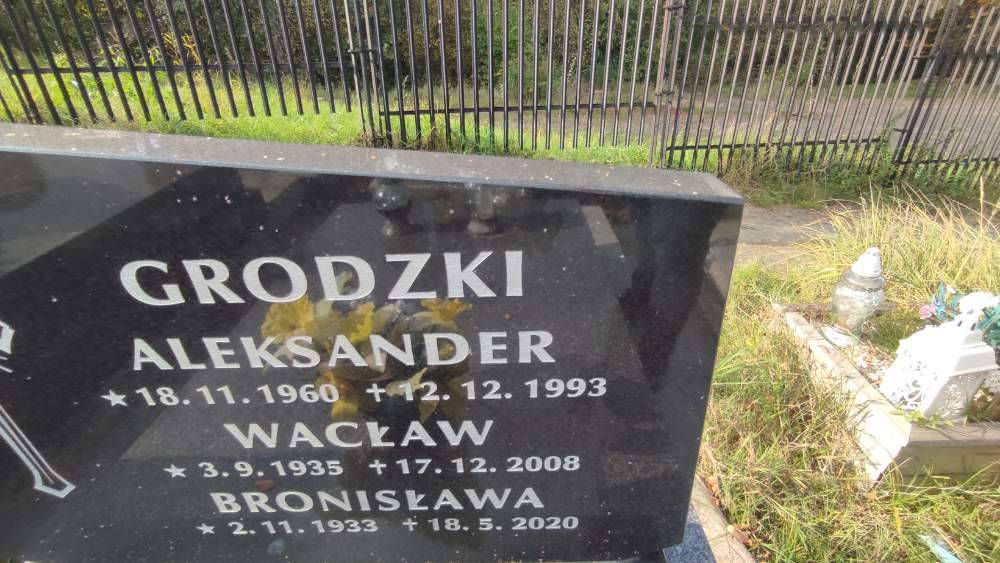 GRODZKI
ALEKSANDER
★18.11.1960 ✝12.12.1993
WACŁAW
★ 3.9.1935 ✝17.12.2008
BRONISŁAWA
★ 2.11.1933 ✝18.5.2020